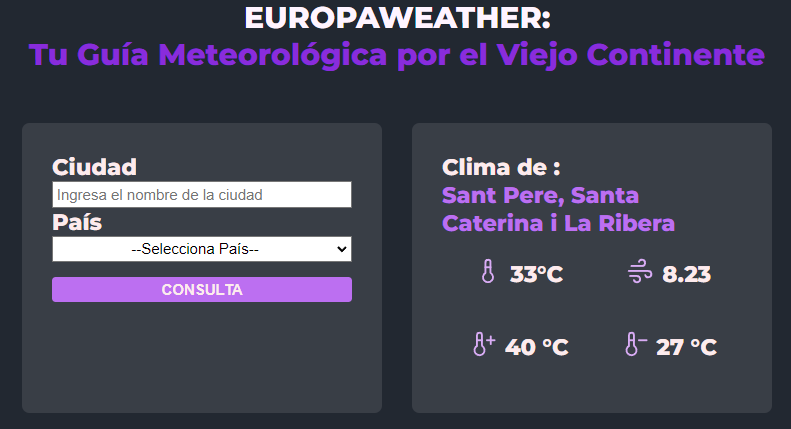 EUROPAWEATHER:
Tu Guía Meteorológica por el Viejo Continente
Ciudad
Ingresa el nombre de la ciudad
País
--Selecciona País--
CONSULTA
Clima de :
Sant Pere, Santa
Caterina i La Ribera
33°C
8.23
40 °C
27 °C